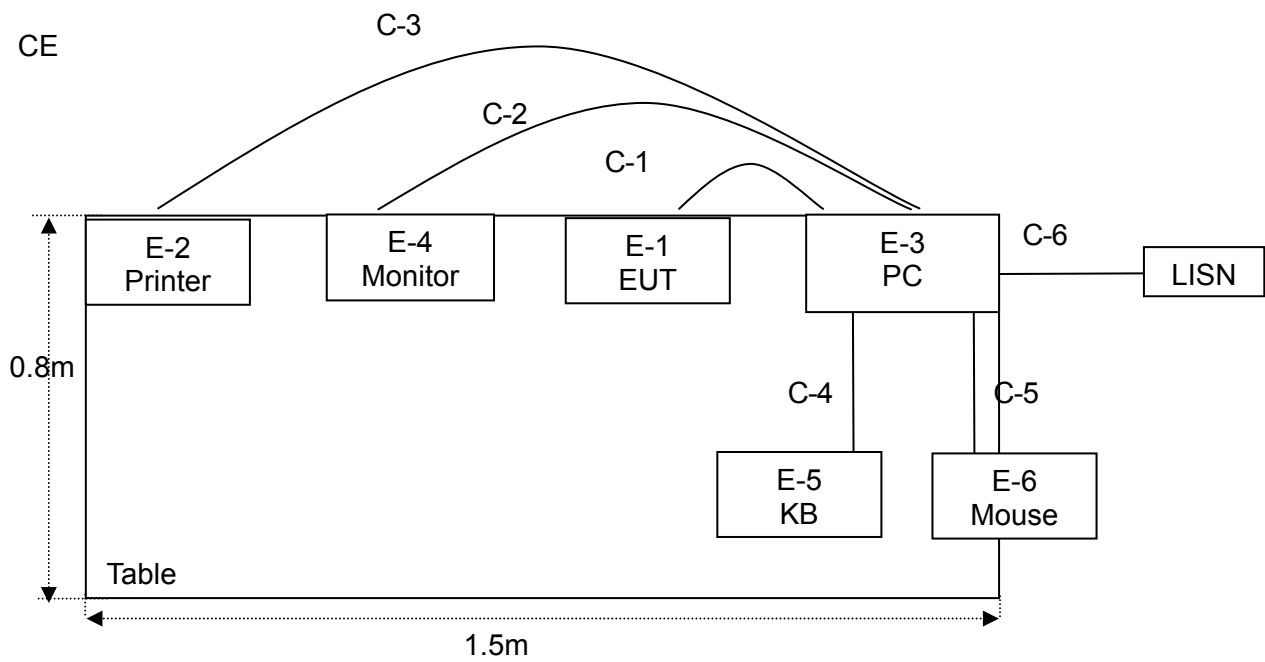 CE
C-3
C-2
C-1
E-2
Printer
E-4
Monitor
E-1
EUT
E-3
PC
C-6
LISN
0.8m
C-4
C-5
E-5
KB
E-6
Mouse
Table
1.5m